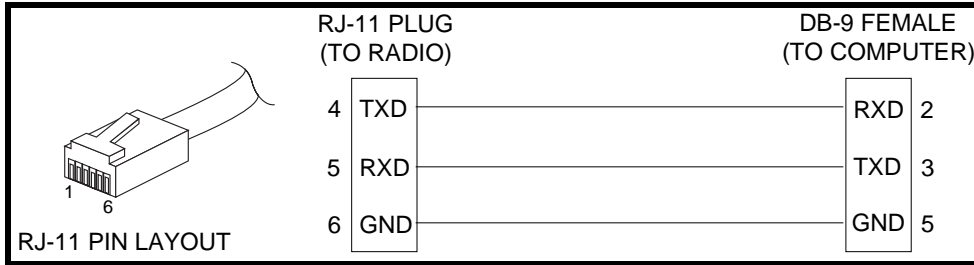 RJ-11 PLUG
(TO RADIO)
DB-9 FEMALE
(TO COMPUTER)
4 TXD RXD 2
5 RXD TXD 3
6 GND GND 5
1
6
RJ-11 PIN LAYOUT